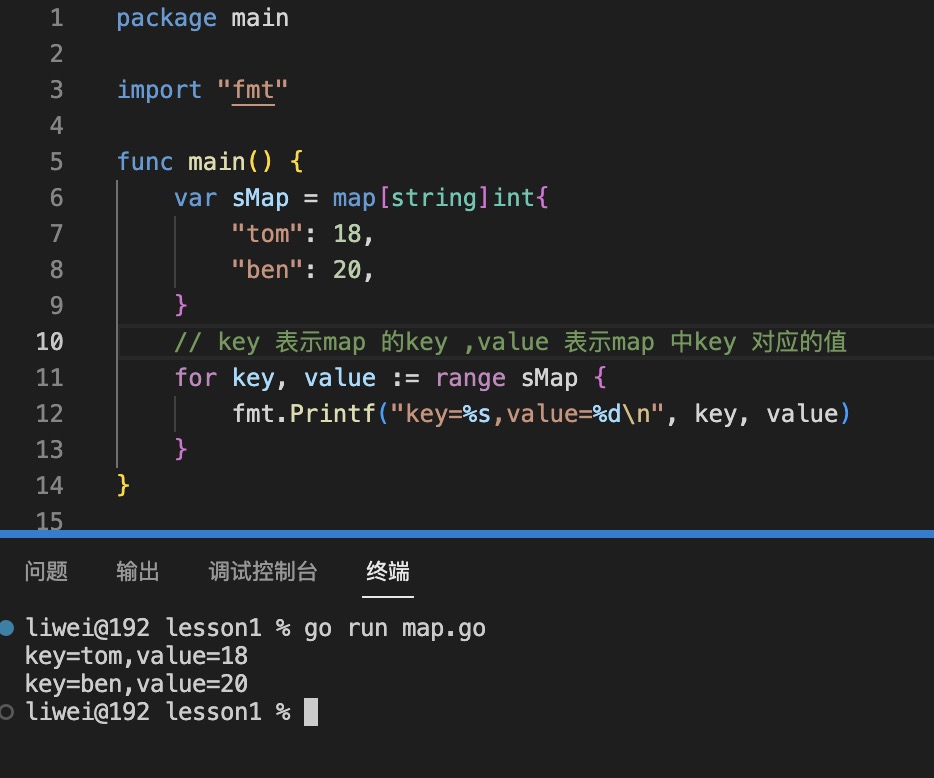 1 package main
2
3 import "fmt"
4
5 func main() {
6     var sMap = map[string]int{
7         "tom": 18,
8         "ben": 20,
9     }
10     // key 表示map 的key ,value 表示map 中key 对应的值
11     for key, value := range sMap {
12         fmt.Printf("key=%s,value=%d\n", key, value)
13     }
14 }
15
问题 输出 调试控制台 终端
liwei@192 lesson1 % go run map.go
key=tom,value=18
key=ben,value=20
liwei@192 lesson1 %